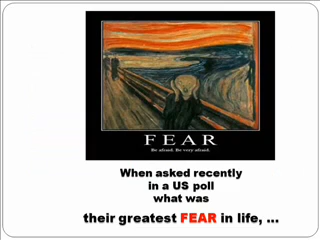 FEAR
Be afraid. Be very afraid.
When asked recently
in a US poll
what was
their greatest FEAR in life, ...